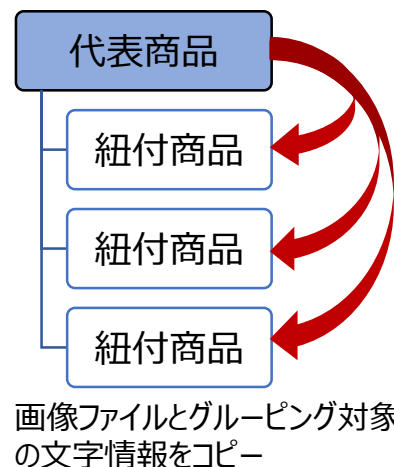 代表商品
紐付商品
紐付商品
紐付商品
画像ファイルとグルーピング対象
の文字情報をコピー